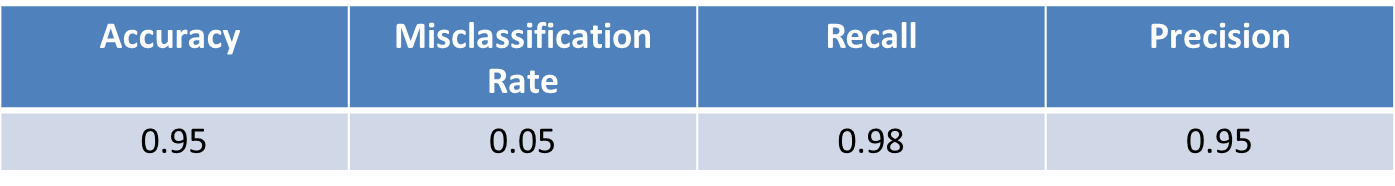 Accuracy
Misclassification
Rate
Recall
Precision
0.95
0.05
0.98
0.95